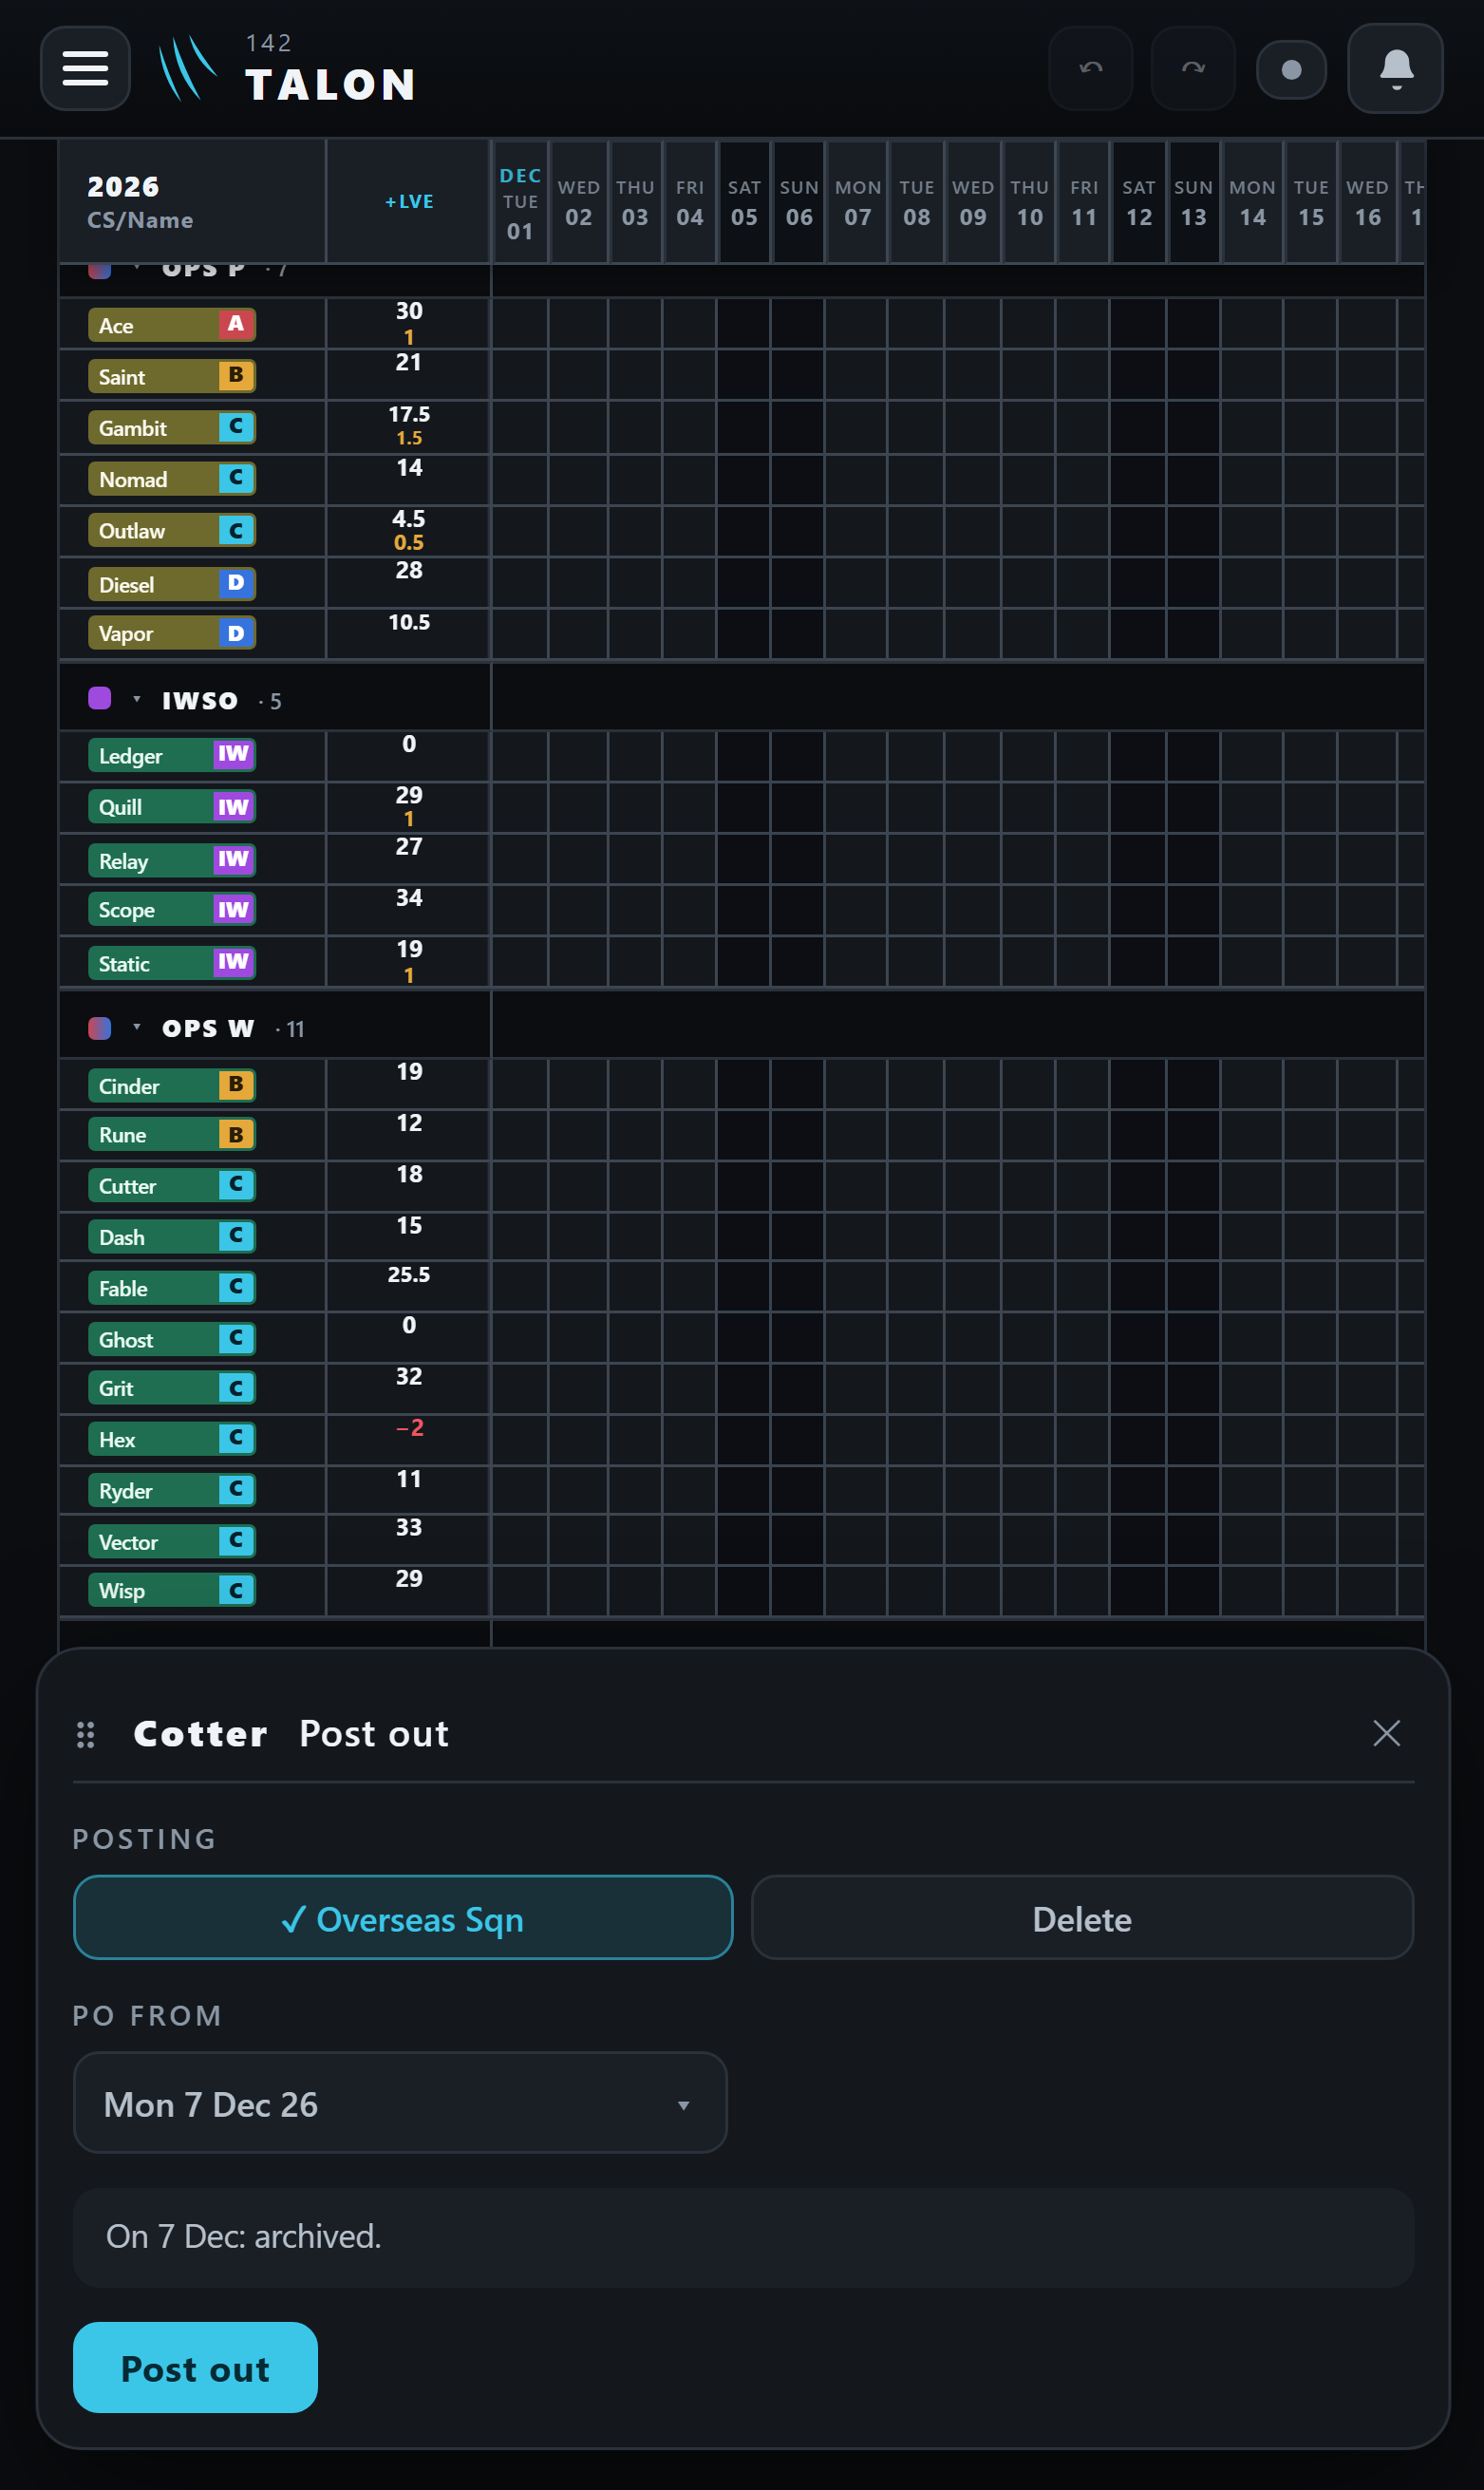 142
TALON
2026
CS/Name
+LVE
DEC
TUE 01
WED 02
THU 03
FRI 04
SAT 05
SUN 06
MON 07
TUE 08
WED 09
THU 10
FRI 11
SAT 12
SUN 13
MON 14
TUE 15
WED 16
OPS P · 7
Ace A 30 1
Saint B 21
Gambit C 17.5 1.5
Nomad C 14
Outlaw C 4.5 0.5
Diesel D 28
Vapor D 10.5
IWSO · 5
Ledger IW 0
Quill IW 29 1
Relay IW 27
Scope IW 34
Static IW 19 1
OPS W · 11
Cinder B 19
Rune B 12
Cutter C 18
Dash C 15
Fable C 25.5
Ghost C 0
Grit C 32
Hex C −2
Ryder C 11
Vector C 33
Wisp C 29
Cotter Post out
POSTING
✓ Overseas Sqn
Delete
PO FROM
Mon 7 Dec 26
On 7 Dec: archived.
Post out